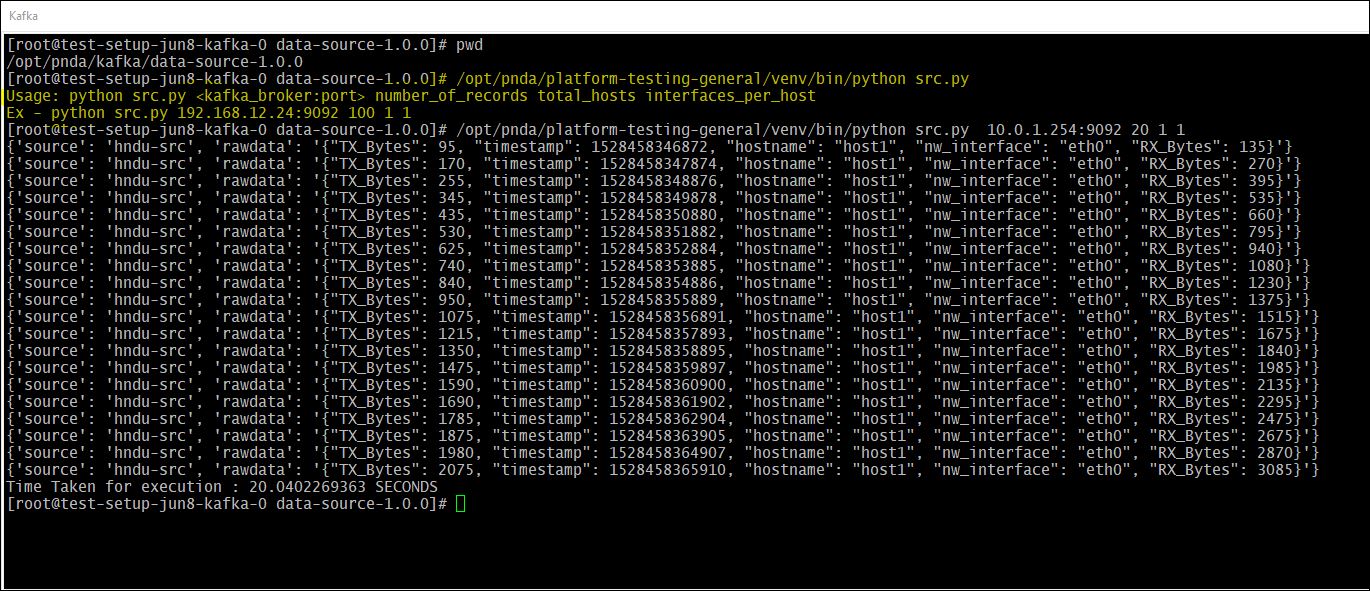 Kafka
[root@test-setup-jun8-kafka-0 data-source-1.0.0]# pwd
/opt/pnda/kafka/data-source-1.0.0
[root@test-setup-jun8-kafka-0 data-source-1.0.0]# /opt/pnda/platform-testing-general/venv/bin/python src.py
Usage: python src.py <kafka_broker:port> number_of_records total_hosts interfaces_per_host
Ex - python src.py 192.168.12.24:9092 100 1 1
[root@test-setup-jun8-kafka-0 data-source-1.0.0]# /opt/pnda/platform-testing-general/venv/bin/python src.py  10.0.1.254:9092 20 1 1
{'source': 'hndu-src', 'rawdata': '{"TX_Bytes": 95, "timestamp": 1528458346872, "hostname": "host1", "nw_interface": "eth0", "RX_Bytes": 135}'}
{'source': 'hndu-src', 'rawdata': '{"TX_Bytes": 170, "timestamp": 1528458347874, "hostname": "host1", "nw_interface": "eth0", "RX_Bytes": 270}'}
{'source': 'hndu-src', 'rawdata': '{"TX_Bytes": 255, "timestamp": 1528458348876, "hostname": "host1", "nw_interface": "eth0", "RX_Bytes": 395}'}
{'source': 'hndu-src', 'rawdata': '{"TX_Bytes": 345, "timestamp": 1528458349878, "hostname": "host1", "nw_interface": "eth0", "RX_Bytes": 535}'}
{'source': 'hndu-src', 'rawdata': '{"TX_Bytes": 435, "timestamp": 1528458350880, "hostname": "host1", "nw_interface": "eth0", "RX_Bytes": 660}'}
{'source': 'hndu-src', 'rawdata': '{"TX_Bytes": 530, "timestamp": 1528458351882, "hostname": "host1", "nw_interface": "eth0", "RX_Bytes": 795}'}
{'source': 'hndu-src', 'rawdata': '{"TX_Bytes": 625, "timestamp": 1528458352884, "hostname": "host1", "nw_interface": "eth0", "RX_Bytes": 940}'}
{'source': 'hndu-src', 'rawdata': '{"TX_Bytes": 740, "timestamp": 1528458353885, "hostname": "host1", "nw_interface": "eth0", "RX_Bytes": 1080}'}
{'source': 'hndu-src', 'rawdata': '{"TX_Bytes": 840, "timestamp": 1528458354886, "hostname": "host1", "nw_interface": "eth0", "RX_Bytes": 1230}'}
{'source': 'hndu-src', 'rawdata': '{"TX_Bytes": 950, "timestamp": 1528458355889, "hostname": "host1", "nw_interface": "eth0", "RX_Bytes": 1375}'}
{'source': 'hndu-src', 'rawdata': '{"TX_Bytes": 1075, "timestamp": 1528458356891, "hostname": "host1", "nw_interface": "eth0", "RX_Bytes": 1515}'}
{'source': 'hndu-src', 'rawdata': '{"TX_Bytes": 1215, "timestamp": 1528458357893, "hostname": "host1", "nw_interface": "eth0", "RX_Bytes": 1675}'}
{'source': 'hndu-src', 'rawdata': '{"TX_Bytes": 1350, "timestamp": 1528458358895, "hostname": "host1", "nw_interface": "eth0", "RX_Bytes": 1840}'}
{'source': 'hndu-src', 'rawdata': '{"TX_Bytes": 1475, "timestamp": 1528458359897, "hostname": "host1", "nw_interface": "eth0", "RX_Bytes": 1985}'}
{'source': 'hndu-src', 'rawdata': '{"TX_Bytes": 1590, "timestamp": 1528458360900, "hostname": "host1", "nw_interface": "eth0", "RX_Bytes": 2135}'}
{'source': 'hndu-src', 'rawdata': '{"TX_Bytes": 1690, "timestamp": 1528458361902, "hostname": "host1", "nw_interface": "eth0", "RX_Bytes": 2295}'}
{'source': 'hndu-src', 'rawdata': '{"TX_Bytes": 1785, "timestamp": 1528458362904, "hostname": "host1", "nw_interface": "eth0", "RX_Bytes": 2475}'}
{'source': 'hndu-src', 'rawdata': '{"TX_Bytes": 1875, "timestamp": 1528458363905, "hostname": "host1", "nw_interface": "eth0", "RX_Bytes": 2675}'}
{'source': 'hndu-src', 'rawdata': '{"TX_Bytes": 1980, "timestamp": 1528458364907, "hostname": "host1", "nw_interface": "eth0", "RX_Bytes": 2870}'}
{'source': 'hndu-src', 'rawdata': '{"TX_Bytes": 2075, "timestamp": 1528458365910, "hostname": "host1", "nw_interface": "eth0", "RX_Bytes": 3085}'}
Time Taken for execution : 20.0402269363 SECONDS
[root@test-setup-jun8-kafka-0 data-source-1.0.0]#